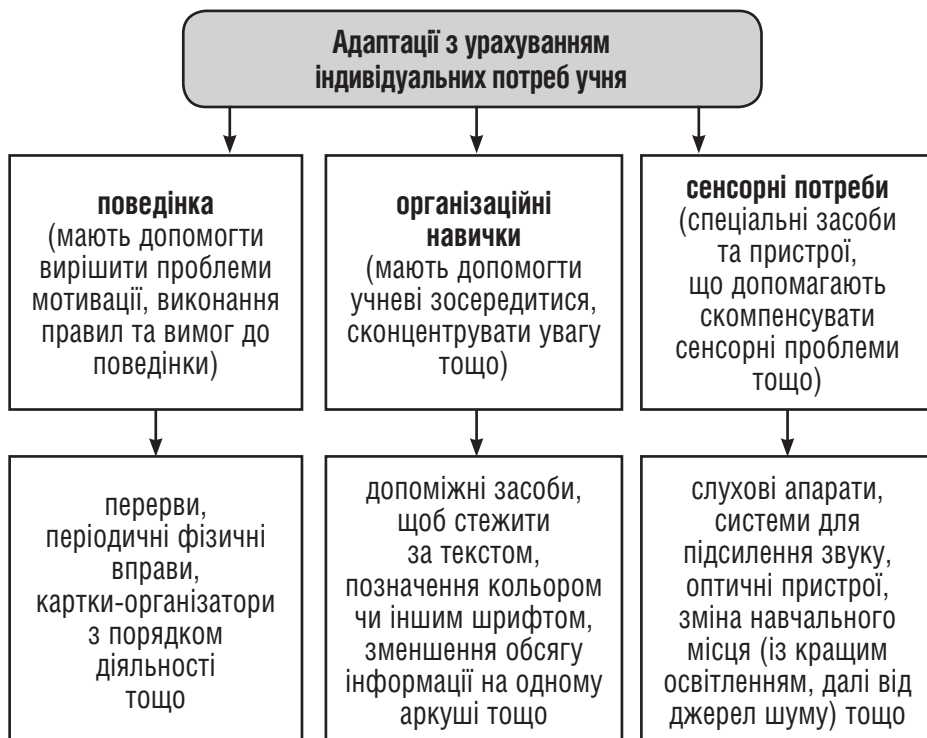 Адаптації з урахуванням
індивідуальних потреб учня
поведінка
(мають допомогти
вирішити проблеми
мотивації, виконання
правил та вимог до
поведінки)
організаційні
навички
(мають допомогти
учневі зосередитися,
сконцентрувати увагу
тощо)
сенсорні потреби
(спеціальні засоби
та пристрої,
що допомагають
скомпенсувати
сенсорні проблеми
тощо)
перерви,
періодичні фізичні
вправи,
картки-організатори
з порядком
діяльності
тощо
допоміжні засоби,
щоб стежити
за текстом,
позначення кольором
чи іншим шрифтом,
зменшення обсягу
інформації на одному
аркуші тощо
слухові апарати,
системи для
підсилення звуку,
оптичні пристрої,
зміна навчального
місця (із кращим
освітленням, далі від
джерел шуму) тощо